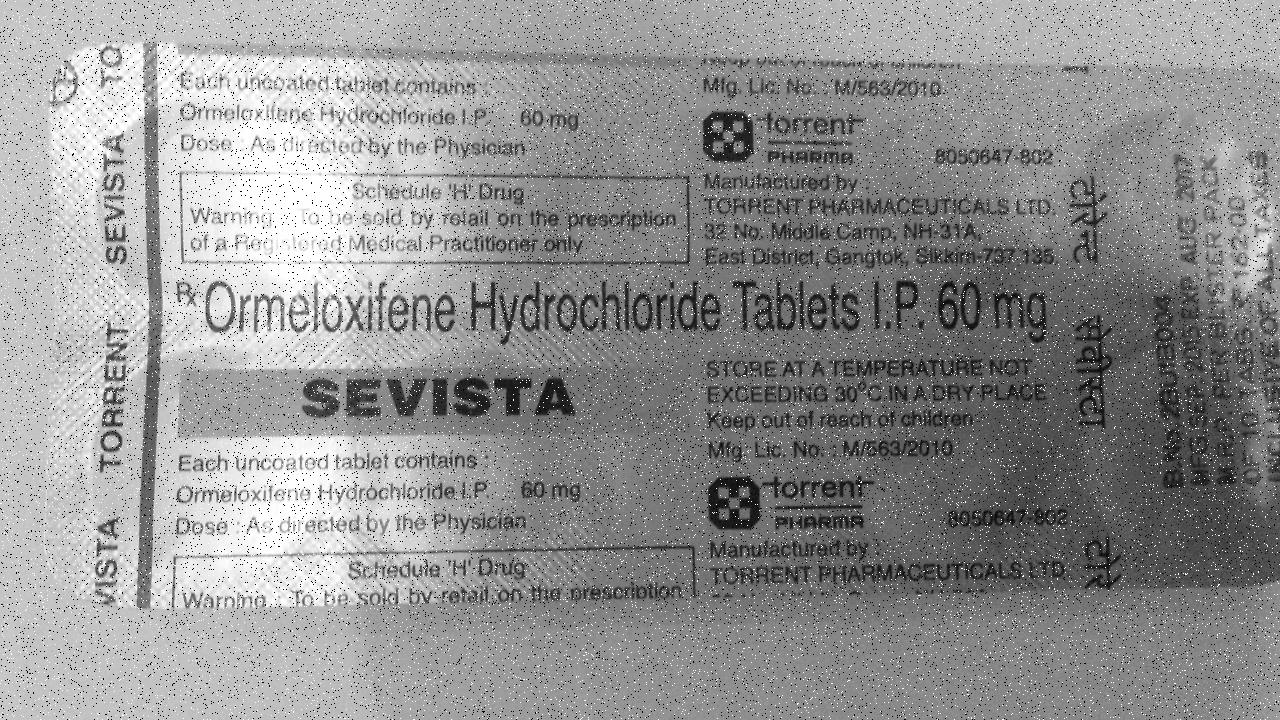 SEVISTA TO
TORRENT
VISTA
Each uncoated tablet contains :
Ormeloxifene Hydrochloride I.P. 60 mg
Dose : As directed by the Physician
Schedule 'H' Drug
Warning : To be sold by retail on the prescription
of a Registered Medical Practitioner only
Keep out of reach of children
Mfg. Lic. No. : M/563/2010
torrent
PHARMA
8050647-802
Manufactured by :
TORRENT PHARMACEUTICALS LTD.
32 No. Middle Camp, NH-31A,
East District, Gangtok, Sikkim-737 135.
Rx Ormeloxifene Hydrochloride Tablets I.P. 60 mg
SEVISTA
STORE AT A TEMPERATURE NOT
EXCEEDING 30°C IN A DRY PLACE
Keep out of reach of children
Mfg. Lic. No. : M/563/2010
Each uncoated tablet contains :
Ormeloxifene Hydrochloride I.P. 60 mg
Dose : As directed by the Physician
torrent
PHARMA
8050647-802
Schedule 'H' Drug
Warning : To be sold by retail on the prescription
Manufactured by :
TORRENT PHARMACEUTICALS LTD.
टोरेन्ट
सेवीस्टा
टोर
MFG. SEP. 2015 EXP AUG. 2017
M.R.P. PER BLISTER PACK
OF 10 TABS.
INCLUSIVE OF ALL TAXES